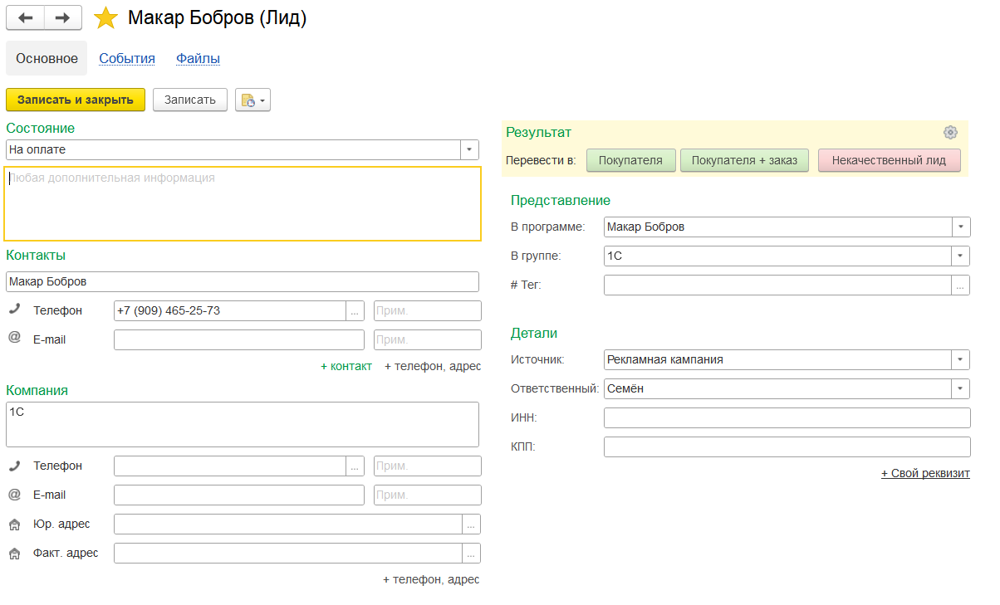 Макар Бобров (Лид)
Основное События Файлы
Записать и закрыть Записать
Состояние
На оплате
Любая дополнительная информация
Контакты
Макар Бобров
Телефон +7 (909) 465-25-73 ... Прим.
@ E-mail Прим.
+ контакт + телефон, адрес
Компания
1С
Телефон ... Прим.
@ E-mail Прим.
Юр. адрес ...
Факт. адрес ...
+ телефон, адрес
Результат
Перевести в: Покупателя Покупателя + заказ Некачественный лид
Представление
В программе: Макар Бобров
В группе: 1С
# Тег: ...
Детали
Источник: Рекламная кампания
Ответственный: Семён
ИНН:
КПП:
+ Свой реквизит